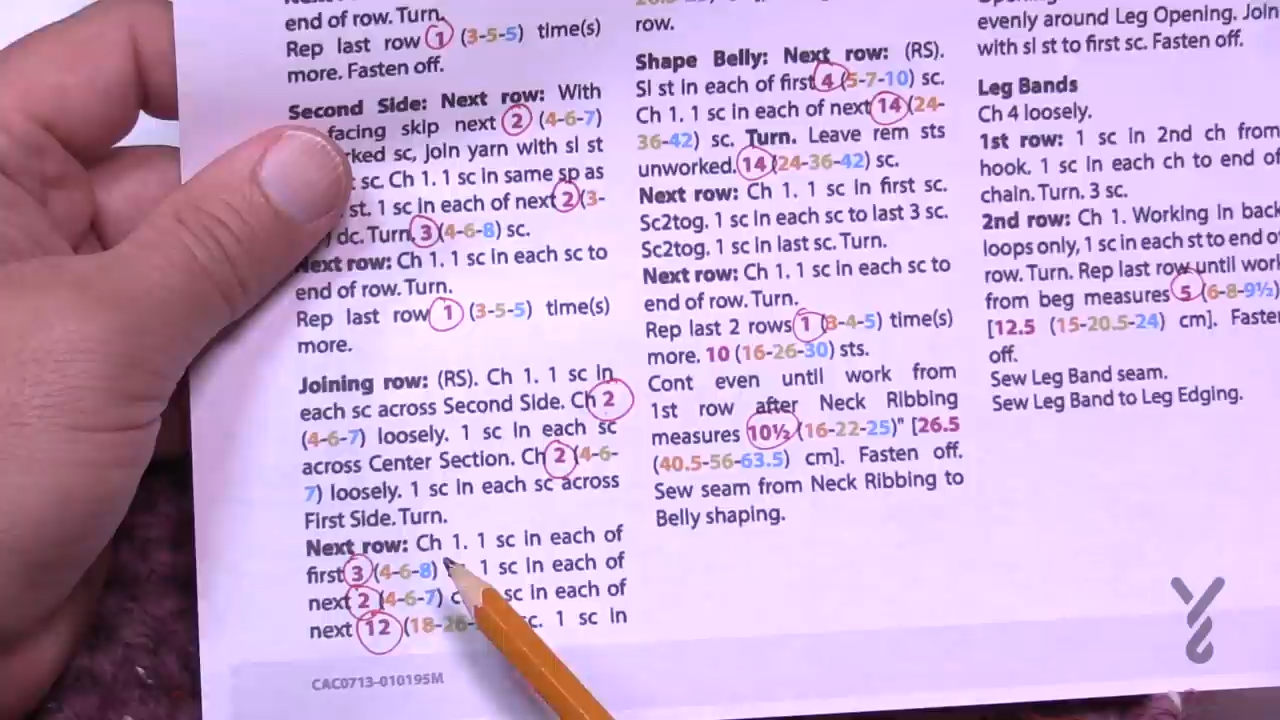 end of row. Turn.
Rep last row 1 (3-5-5) time(s)
more. Fasten off.
Second Side: Next row: With
facing skip next 2 (4-6-7)
rked sc, join yarn with sl st
sc. Ch 1. 1 sc in same sp as
st. 1 sc in each of next 2 (3-
dc. Turn. 3 (4-6-8) sc.
Next row: Ch 1. 1 sc in each sc to
end of row. Turn.
Rep last row 1 (3-5-5) time(s)
more.
Joining row: (RS). Ch 1. 1 sc in
each sc across Second Side. Ch 2
(4-6-7) loosely. 1 sc in each sc
across Center Section. Ch 2 (4-6-
7) loosely. 1 sc in each sc across
First Side. Turn.
Next row: Ch 1. 1 sc in each of
first 3 (4-6-8) 1 sc in each of
next 2 (4-6-7) sc in each of
next 12 (18-26- sc. 1 sc in
CAC0713-010195M
row.
Shape Belly: Next row: (RS).
Sl st in each of first 4 (5-7-10) sc.
Ch 1. 1 sc in each of next 14 (24-
36-42) sc. Turn. Leave rem sts
unworked. 14 (24-36-42) sc.
Next row: Ch 1. 1 sc in first sc.
Sc2tog. 1 sc in each sc to last 3 sc.
Sc2tog. 1 sc in last sc. Turn.
Next row: Ch 1. 1 sc in each sc to
end of row. Turn.
Rep last 2 rows 1 (3-4-5) time(s)
more. 10 (16-26-30) sts.
Cont even until work from
1st row after Neck Ribbing
measures 10½ (16-22-25)" [26.5
(40.5-56-63.5) cm]. Fasten off.
Sew seam from Neck Ribbing to
Belly shaping.
evenly around Leg Opening. Join
with sl st to first sc. Fasten off.
Leg Bands
Ch 4 loosely.
1st row: 1 sc in 2nd ch from
hook. 1 sc in each ch to end of
chain. Turn. 3 sc.
2nd row: Ch 1. Working in back
loops only, 1 sc in each st to end of
row. Turn. Rep last row until work
from beg measures 5 (6-8-9½)
[12.5 (15-20.5-24) cm]. Fasten
off.
Sew Leg Band seam.
Sew Leg Band to Leg Edging.